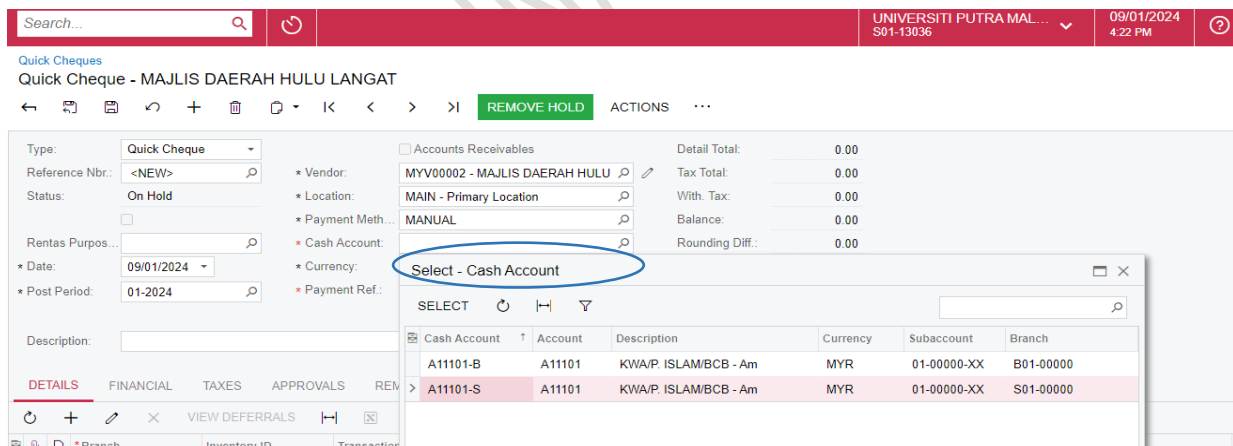 Search...
UNIVERSITI PUTRA MAL...
S01-13036
09/01/2024
4:22 PM
Quick Cheques
Quick Cheque - MAJLIS DAERAH HULU LANGAT
REMOVE HOLD ACTIONS ...
Type: Quick Cheque Accounts Receivables Detail Total: 0.00
Reference Nbr.: <NEW> * Vendor: MYV00002 - MAJLIS DAERAH HULU Tax Total: 0.00
Status: On Hold * Location: MAIN - Primary Location With. Tax: 0.00
* Payment Meth... MANUAL Balance: 0.00
Rentas Purpos... * Cash Account: Rounding Diff.: 0.00
* Date: 09/01/2024 * Currency:
* Post Period: 01-2024 * Payment Ref.:
Description:
Select - Cash Account
SELECT
Cash Account ↑ Account Description Currency Subaccount Branch
A11101-B A11101 KWA/P. ISLAM/BCB - Am MYR 01-00000-XX B01-00000
> A11101-S A11101 KWA/P. ISLAM/BCB - Am MYR 01-00000-XX S01-00000
DETAILS FINANCIAL TAXES APPROVALS REM
VIEW DEFERRALS
* Branch Inventory ID Transaction